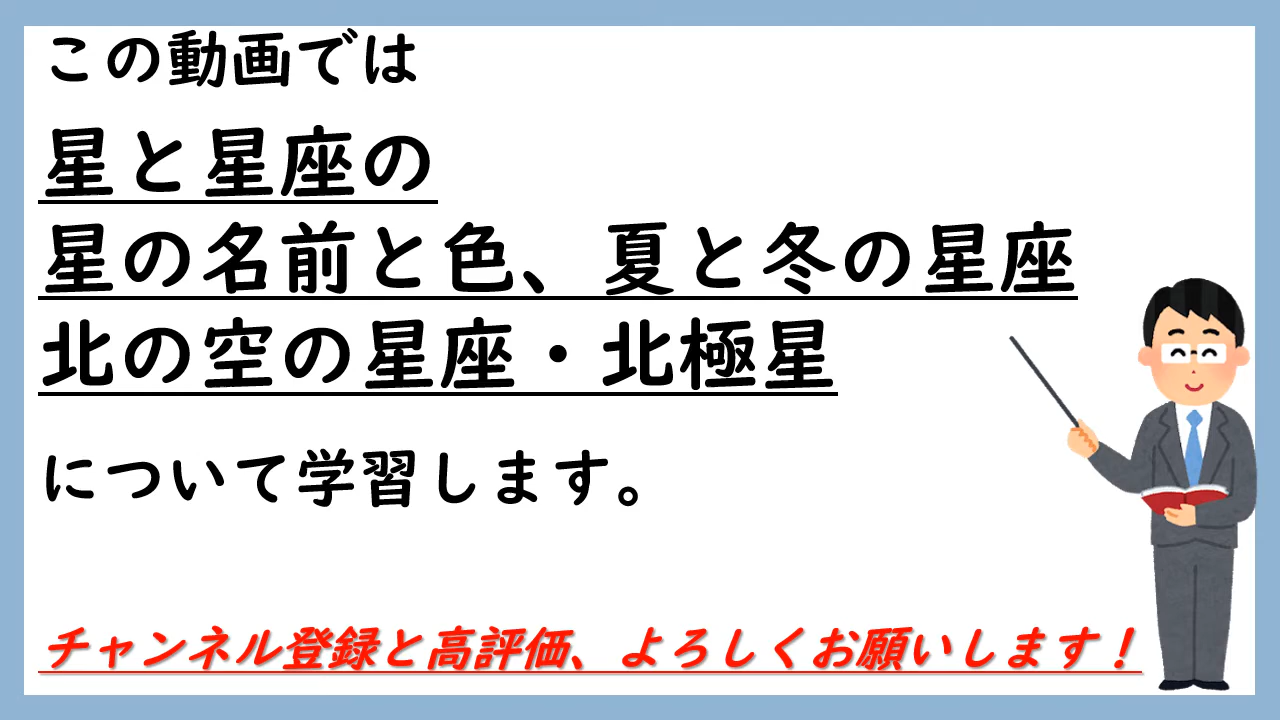 この動画では
星と星座の
星の名前と色、夏と冬の星座
北の空の星座・北極星
について学習します。
チャンネル登録と高評価、よろしくお願いします！